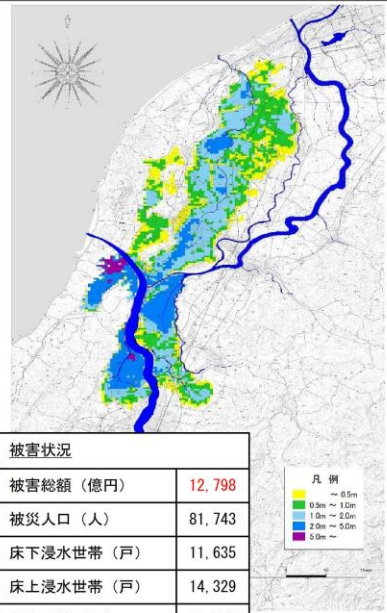 被害状況
被害総額（億円） 12,798
被災人口（人） 81,743
床下浸水世帯（戸） 11,635
床上浸水世帯（戸） 14,329
凡 例
～ 0.5m
0.5m ～ 1.0m
1.0m ～ 2.0m
2.0m ～ 5.0m
5.0m ～